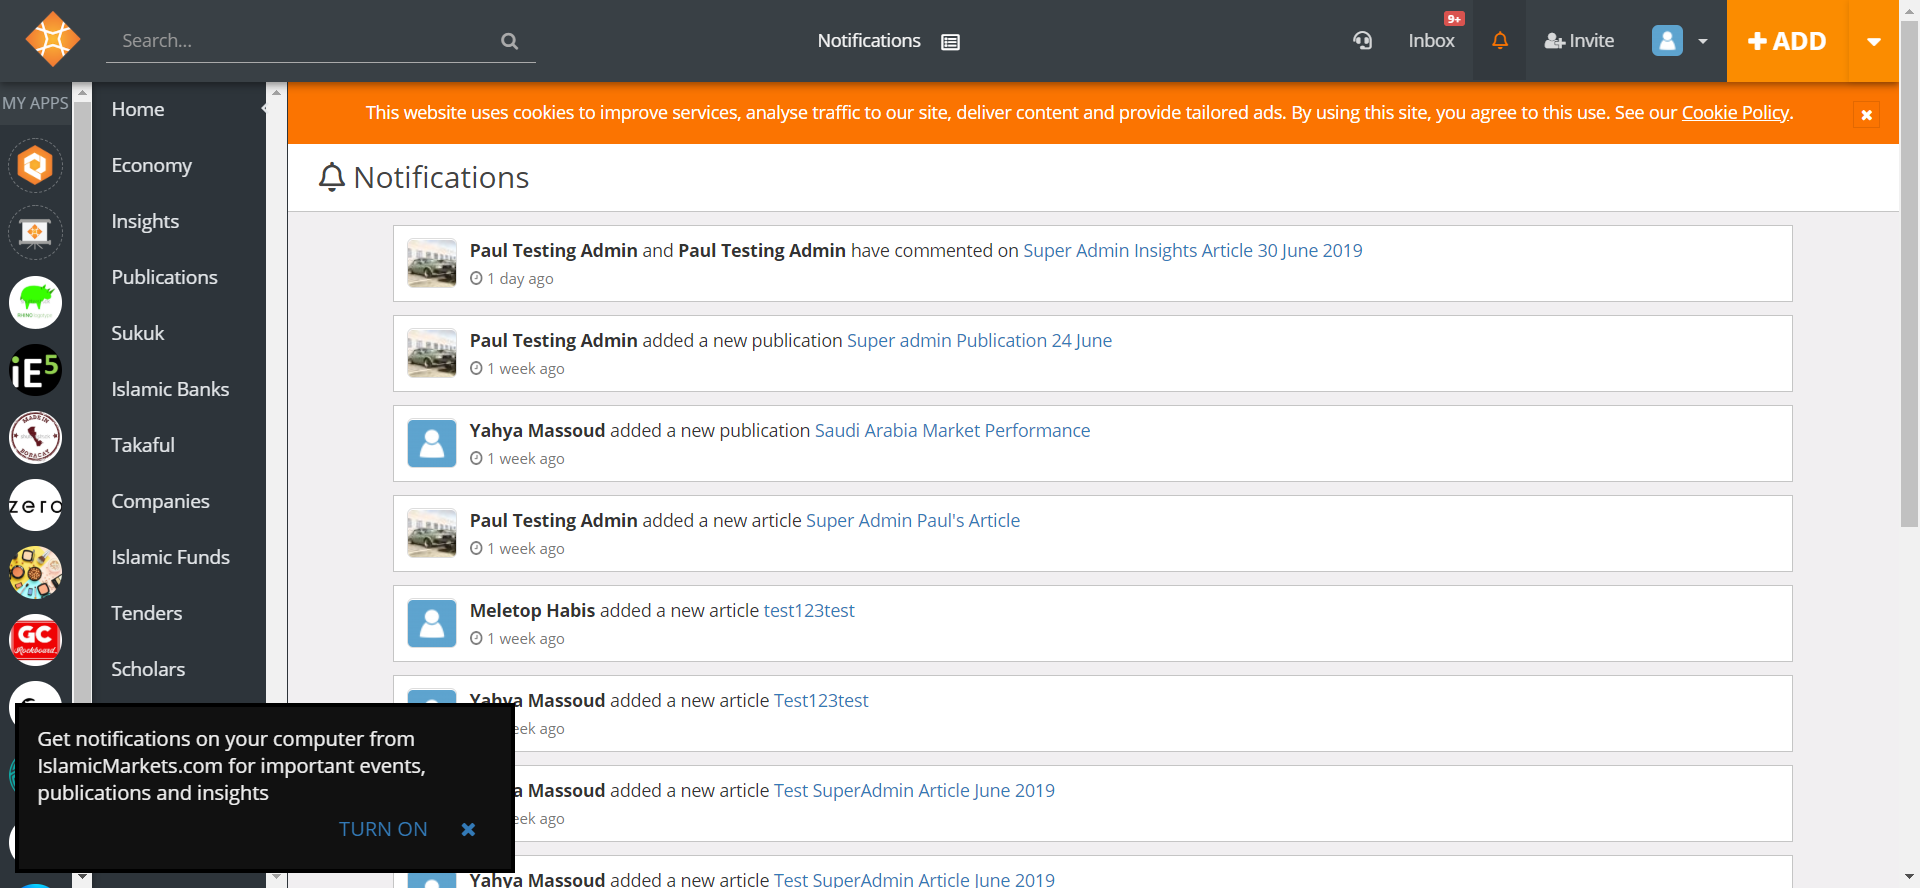 Search...
Notifications
9+
Inbox
Invite
ADD
MY APPS
Home
Economy
Insights
Publications
Sukuk
Islamic Banks
Takaful
Companies
Islamic Funds
Tenders
Scholars
iE5
MADE IN
BORACAY
zero
GC
Rockboard
This website uses cookies to improve services, analyse traffic to our site, deliver content and provide tailored ads. By using this site, you agree to this use. See our Cookie Policy.
Notifications
Paul Testing Admin and Paul Testing Admin have commented on Super Admin Insights Article 30 June 2019
1 day ago
Paul Testing Admin added a new publication Super admin Publication 24 June
1 week ago
Yahya Massoud added a new publication Saudi Arabia Market Performance
1 week ago
Paul Testing Admin added a new article Super Admin Paul's Article
1 week ago
Meletop Habis added a new article test123test
1 week ago
Yahya Massoud added a new article Test123test
eek ago
a Massoud added a new article Test SuperAdmin Article June 2019
eek ago
Yahya Massoud added a new article Test SuperAdmin Article June 2019
Get notifications on your computer from
IslamicMarkets.com for important events,
publications and insights
TURN ON